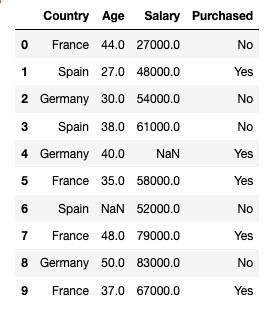 Country Age Salary Purchased
0 France 44.0 27000.0 No
1 Spain 27.0 48000.0 Yes
2 Germany 30.0 54000.0 No
3 Spain 38.0 61000.0 No
4 Germany 40.0 NaN Yes
5 France 35.0 58000.0 Yes
6 Spain NaN 52000.0 No
7 France 48.0 79000.0 Yes
8 Germany 50.0 83000.0 No
9 France 37.0 67000.0 Yes